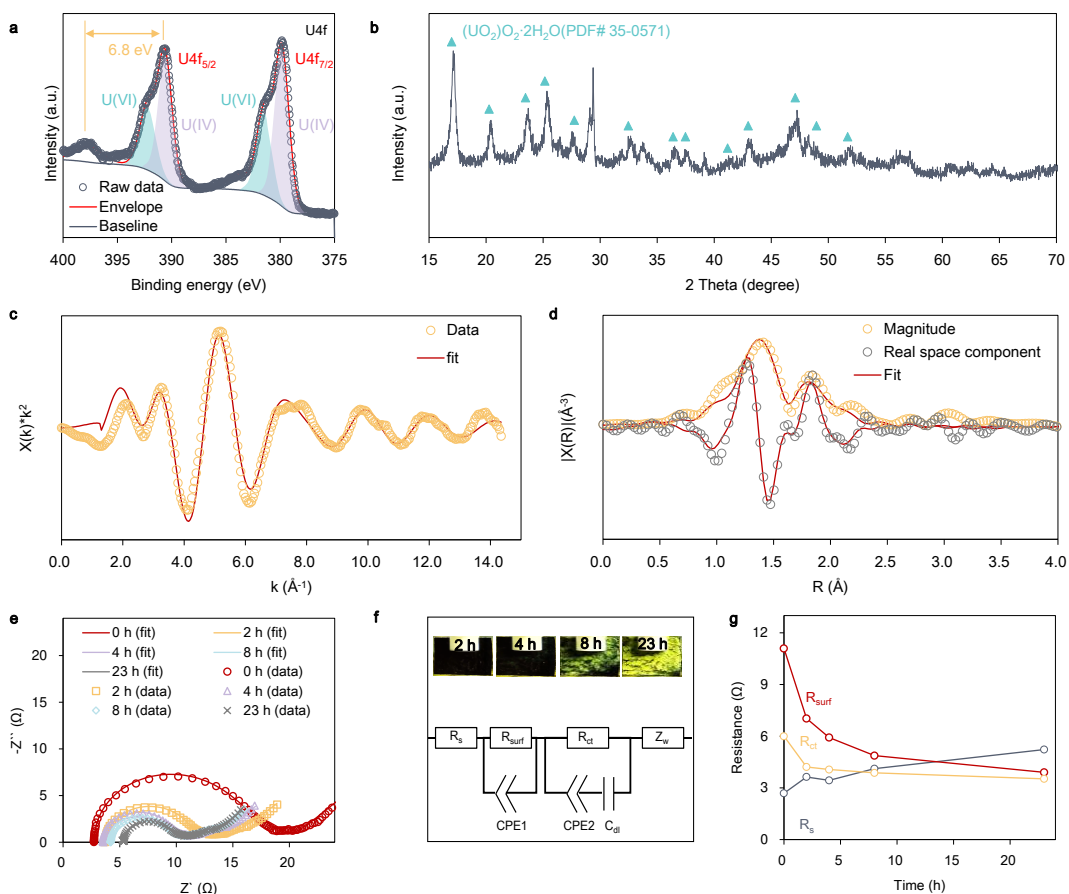 a
U4f
6.8 eV
U4f5/2
U4f7/2
U(VI)
U(VI)
U(IV)
U(IV)
Raw data
Envelope
Baseline
Intensity (a.u.)
400 395 390 385 380 375
Binding energy (eV)
b
(UO2)O2·2H2O(PDF# 35-0571)
Intensity (a.u.)
15 20 25 30 35 40 45 50 55 60 65 70
2 Theta (degree)
c
Data
fit
X(k)*k2
0.0 2.0 4.0 6.0 8.0 10.0 12.0 14.0
k (Å-1)
d
Magnitude
Real space component
Fit
|X(R)|(Å-3)
0.0 0.5 1.0 1.5 2.0 2.5 3.0 3.5 4.0
R (Å)
e
0 h (fit) 2 h (fit)
4 h (fit) 8 h (fit)
23 h (fit) 0 h (data)
2 h (data) 4 h (data)
8 h (data) 23 h (data)
-Z`` (Ω)
20
15
10
5
0
0 5 10 15 20
Z` (Ω)
f
2 h 4 h 8 h 23 h
Rs Rsurf Rct Zw
CPE1 CPE2 Cdl
g
Resistance (Ω)
12
9
6
3
0
Rsurf
Rct
Rs
0 5 10 15 20
Time (h)